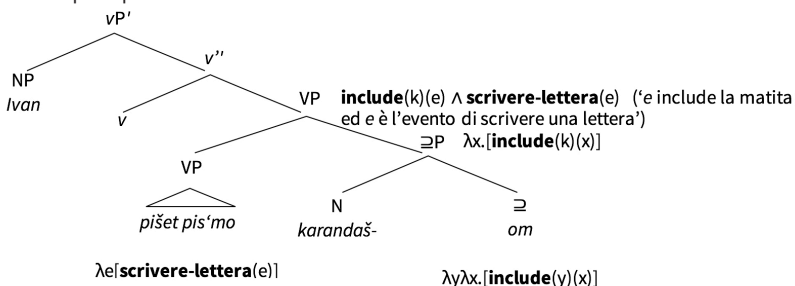 vP'
v''
NP
Ivan
v
VP
include(k)(e) ∧ scrivere-lettera(e) ('e include la matita
ed e è l'evento di scrivere una lettera')
VP
⊇P λx.[include(k)(x)]
pišet pis'mo
N
karandaš-
⊇
om
λe[scrivere-lettera(e)]
λyλx.[include(y)(x)]